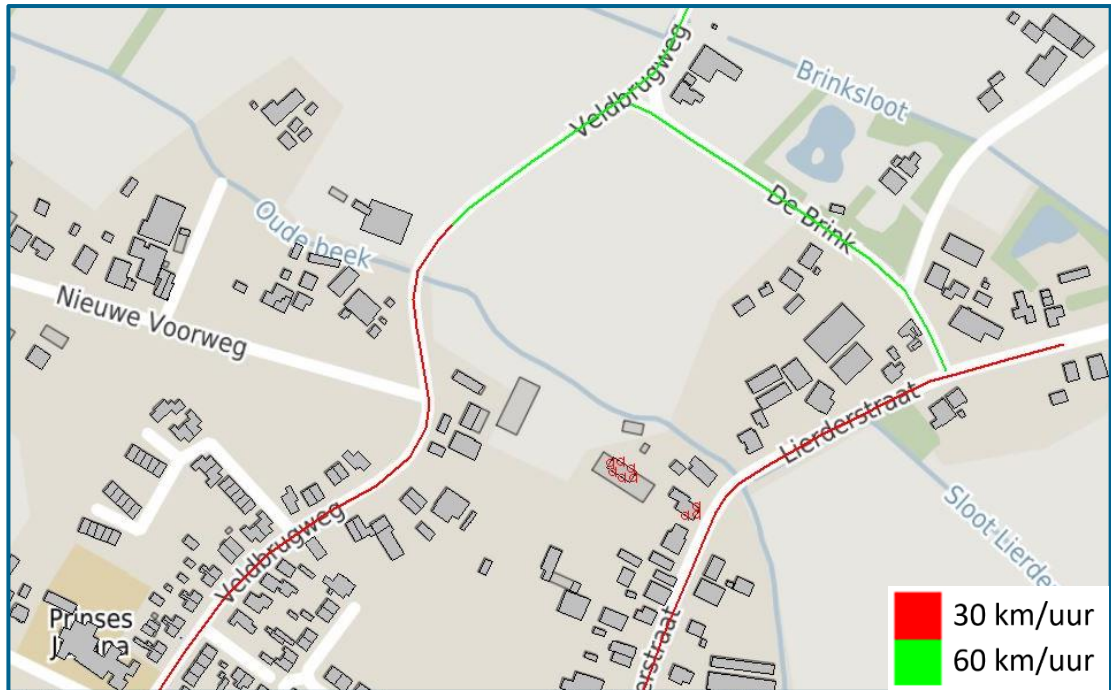 Veldbrugweg
Brinksloot
De Brink
Oude beek
Nieuwe Voorweg
Lierderstraat
Veldbrugweg
Sloot Lierder
Prinses
erstraat
30 km/uur
60 km/uur